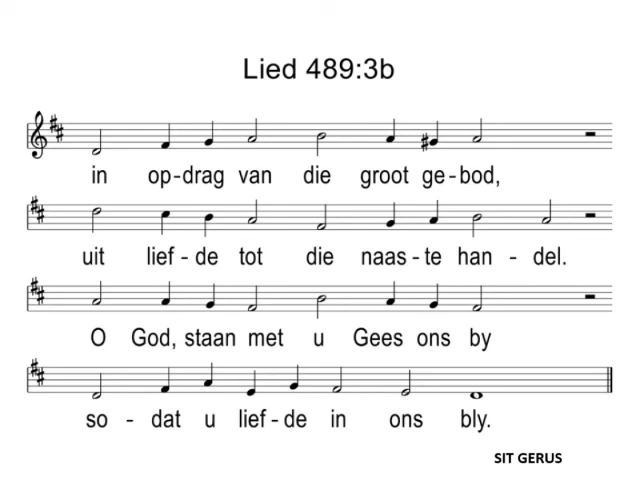 Lied 489:3b
in op-drag van die groot ge-bod,
uit lief-de tot die naas-te han-del.
O God, staan met u Gees ons by
so-dat u lief-de in ons bly.
SIT GERUS